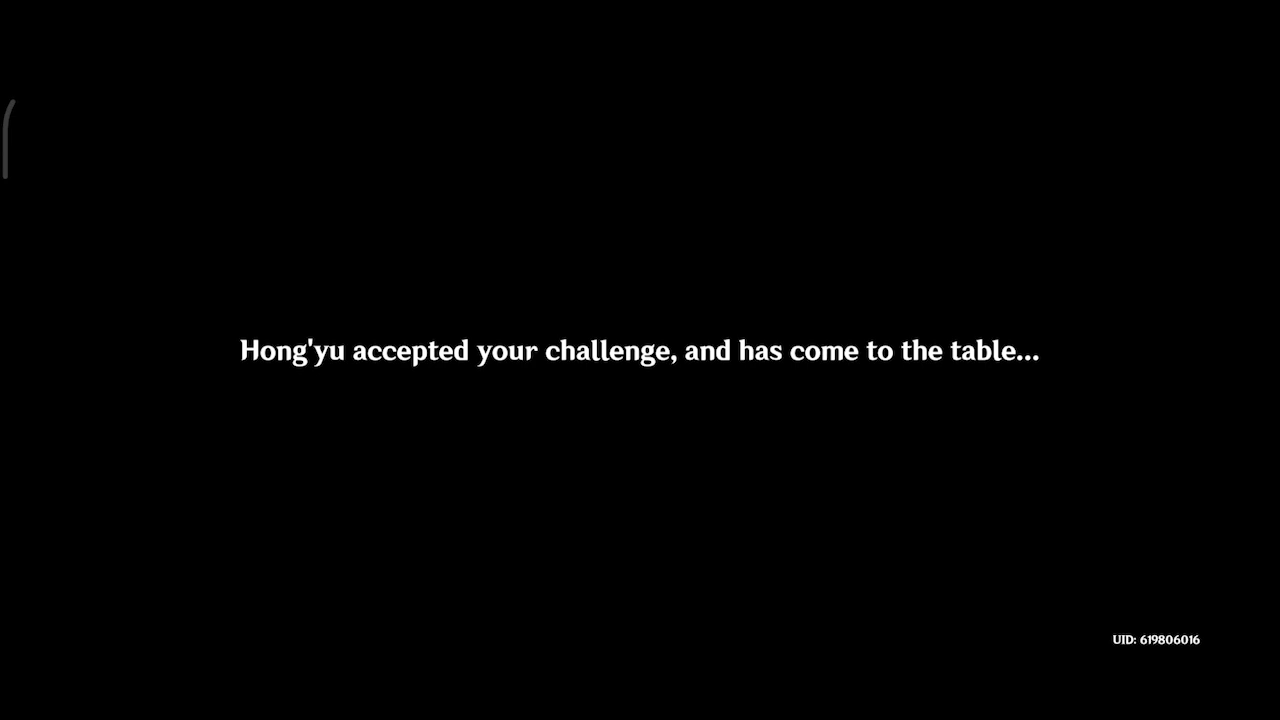 Hong'yu accepted your challenge, and has come to the table...
UID: 619806016